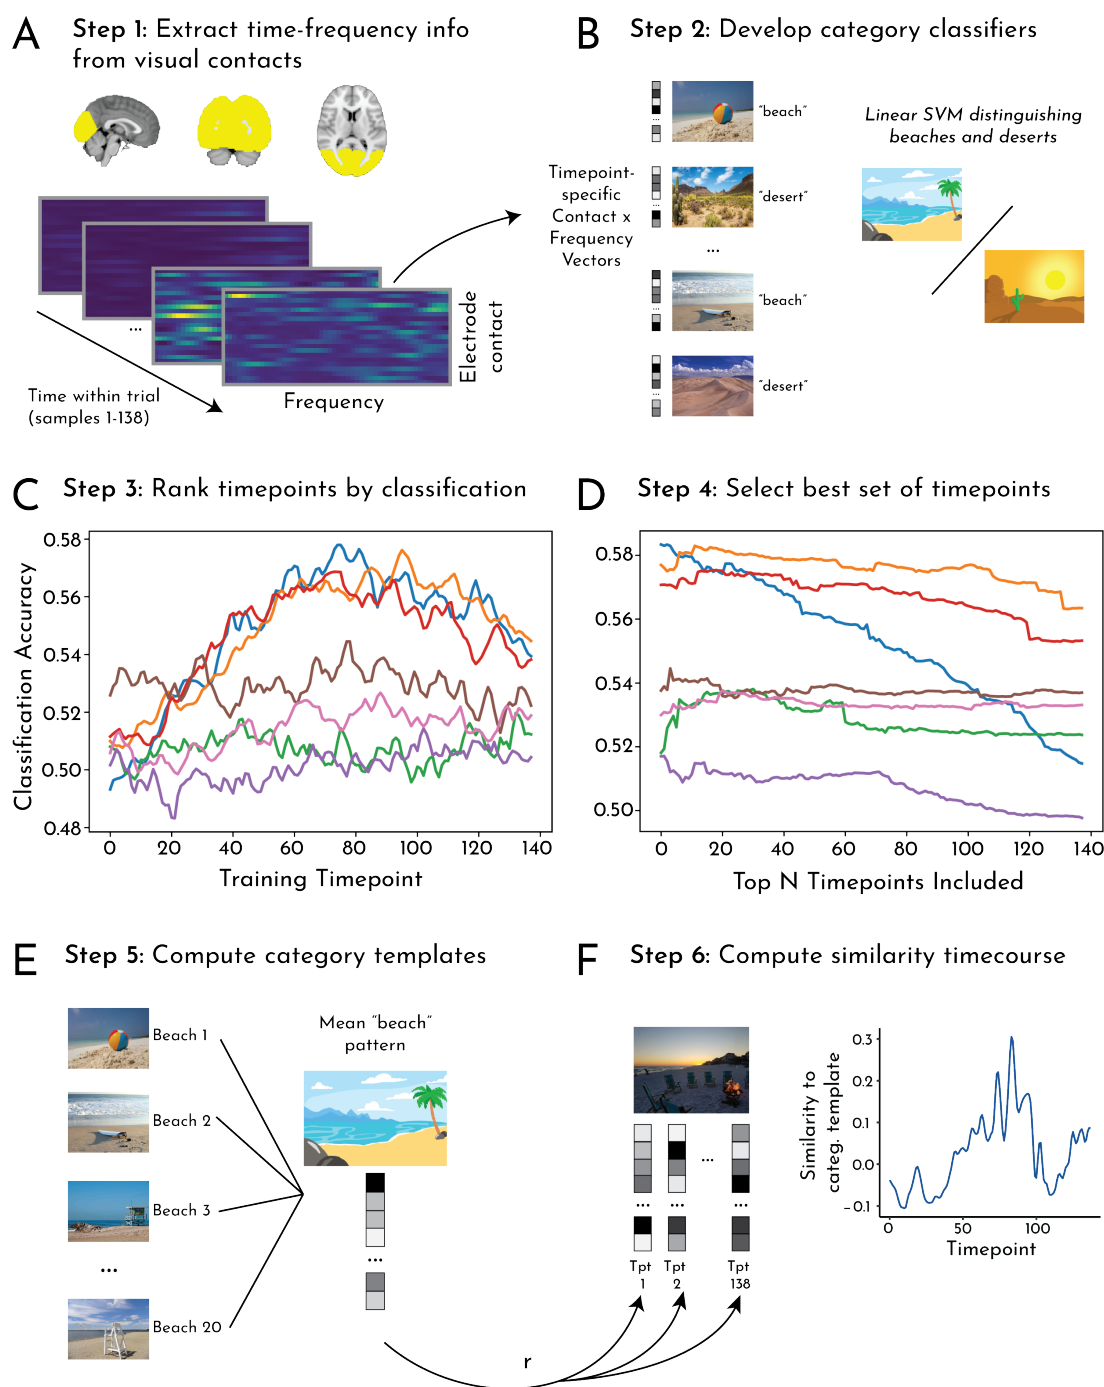 A
Step 1: Extract time-frequency info
from visual contacts
...
Electrode
contact
Frequency
Time within trial
(samples 1-138)
B
Step 2: Develop category classifiers
Timepoint-
specific
Contact x
Frequency
Vectors
...
"beach"
...
"desert"
...
...
"beach"
...
"desert"
Linear SVM distinguishing
beaches and deserts
C
Step 3: Rank timepoints by classification
Classification Accuracy
0.58
0.56
0.54
0.52
0.50
0.48
0 20 40 60 80 100 120 140
Training Timepoint
D
Step 4: Select best set of timepoints
0.58
0.56
0.54
0.52
0.50
0 20 40 60 80 100 120 140
Top N Timepoints Included
E
Step 5: Compute category templates
Beach 1
Beach 2
Beach 3
...
Beach 20
Mean "beach"
pattern
...
r
F
Step 6: Compute similarity timecourse
...
... ... ...
Tpt Tpt Tpt
1 2 138
Similarity to
categ. template
0.3
0.2
0.1
0.0
-0.1
0 50 100
Timepoint